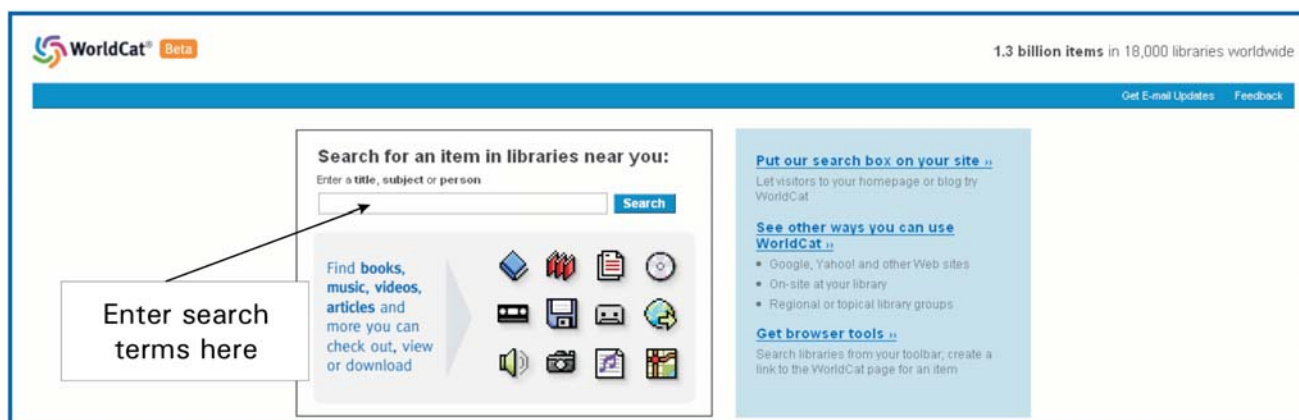 WorldCat® Beta
1.3 billion items in 18,000 libraries worldwide
Get E-mail Updates Feedback
Search for an item in libraries near you:
Enter a title, subject or person
Search
Find books,
music, videos,
articles and
more you can
check out, view
or download
Enter search
terms here
Put our search box on your site »
Let visitors to your homepage or blog try
WorldCat
See other ways you can use
WorldCat »
• Google, Yahoo! and other Web sites
• On-site at your library
• Regional or topical library groups
Get browser tools »
Search libraries from your toolbar; create a
link to the WorldCat page for an item